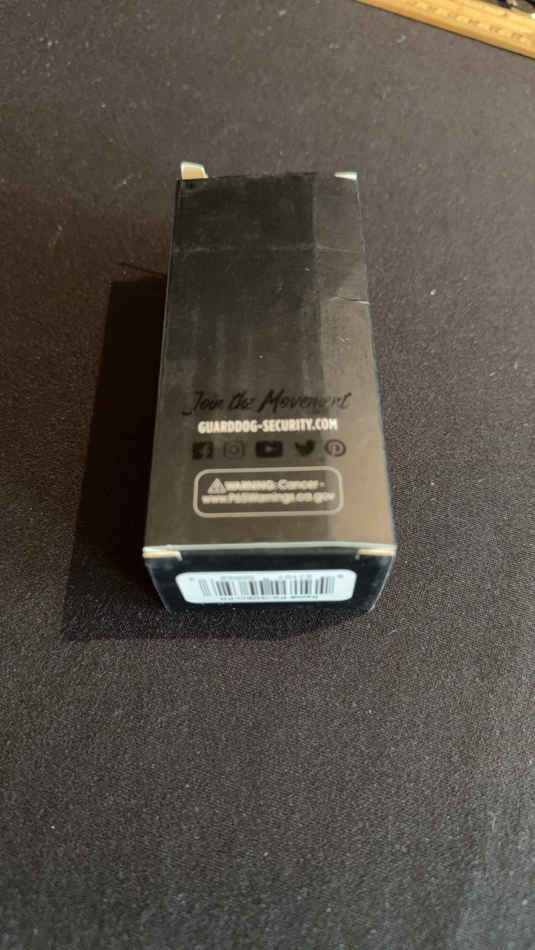 Join the Movement
GUARDDOG-SECURITY.COM
WARNING: Cancer -
www.P65Warnings.ca.gov